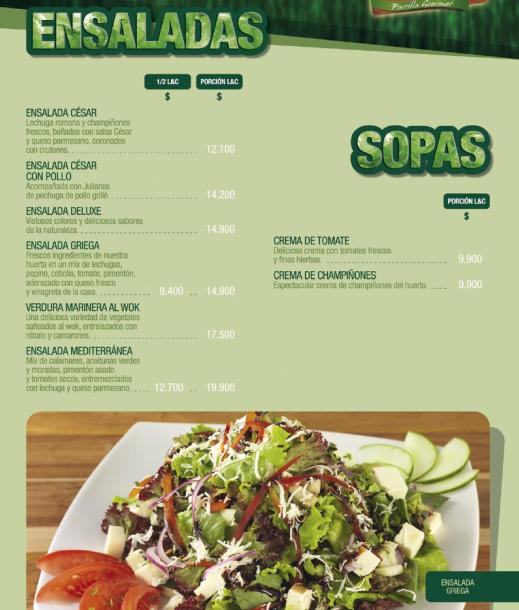 Parrilla Gourmet
ENSALADAS
1/2 L&C PORCIÓN L&C
$ $
ENSALADA CÉSAR
Lechuga romana y champiñones
frescos, bañados con salsa César
y queso parmesano, coronados
con crutones. 12.100
ENSALADA CÉSAR
CON POLLO
Acompañada con Julianas
de pechuga de pollo grillé. 14.200
ENSALADA DELUXE
Vistosos colores y deliciosos sabores
de la naturaleza. 14.900
ENSALADA GRIEGA
Frescos ingredientes de nuestra
huerta en un mix de lechugas,
pepino, cebolla, tomate, pimentón,
aderezado con queso fresco
y vinagreta de la casa. 9.400 14.900
VERDURA MARINERA AL WOK
Una deliciosa variedad de vegetales
salteados al wok, entrelazados con
róbalo y camarones. 17.500
ENSALADA MEDITERRÁNEA
Mix de calamares, aceitunas verdes
y moradas, pimentón asado
y tomates secos, entremezclados
con lechuga y queso parmesano. 12.700 19.900
SOPAS
PORCIÓN L&C
$
CREMA DE TOMATE
Deliciosa crema con tomates frescos
y finas hierbas. 9.900
CREMA DE CHAMPIÑONES
Espectacular crema de champiñones del huerto. 9.900
ENSALADA
GRIEGA